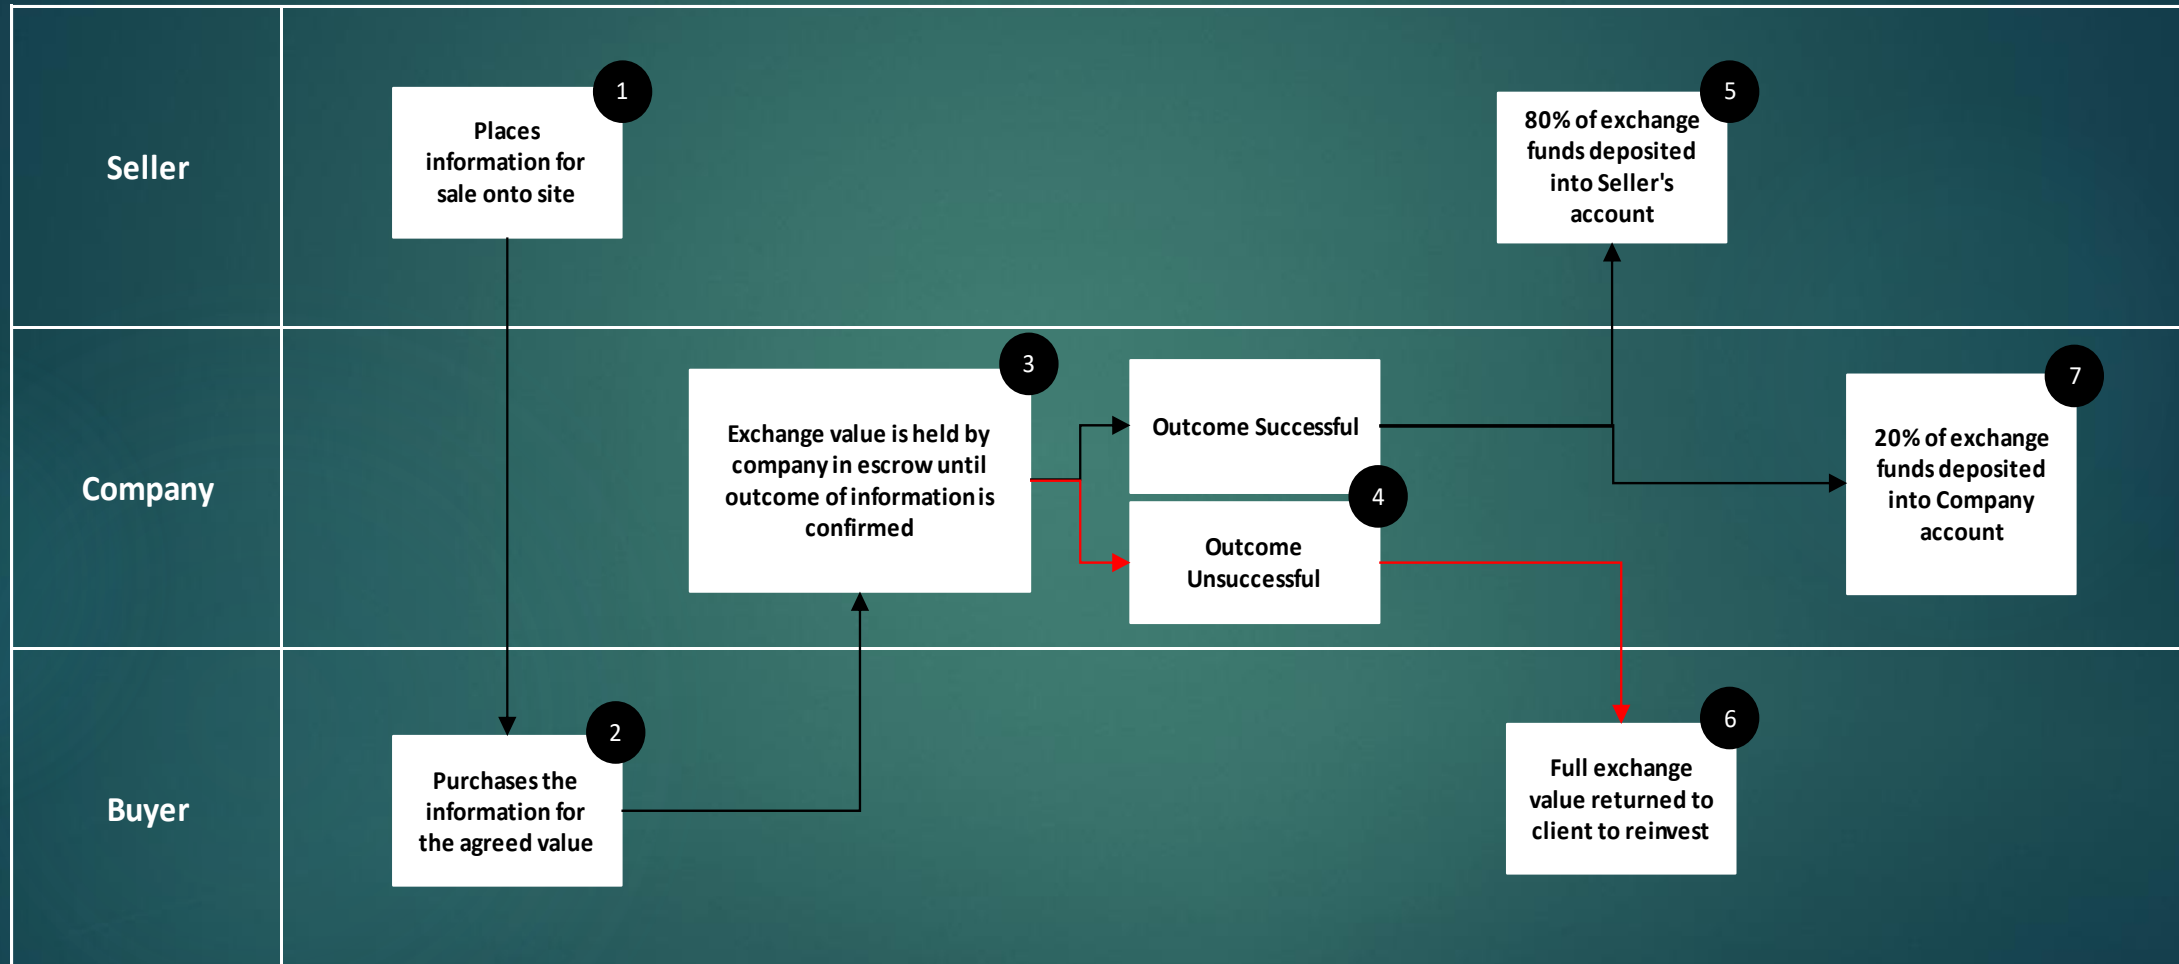 Seller
1
Places
information for
sale onto site
5
80% of exchange
funds deposited
into Seller's
account
Company
3
Exchange value is held by
company in escrow until
outcome of information is
confirmed
Outcome Successful
4
Outcome
Unsuccessful
7
20% of exchange
funds deposited
into Company
account
Buyer
2
Purchases the
information for
the agreed value
6
Full exchange
value returned to
client to reinvest